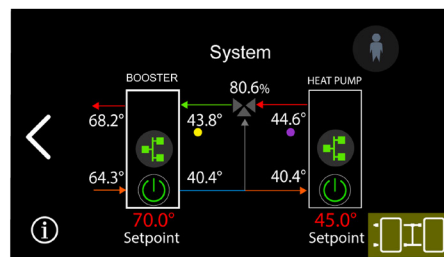 System
BOOSTER
80.6%
HEAT PUMP
68.2°
43.8°
44.6°
64.3°
40.4°
40.4°
70.0°
45.0°
Setpoint
Setpoint
i